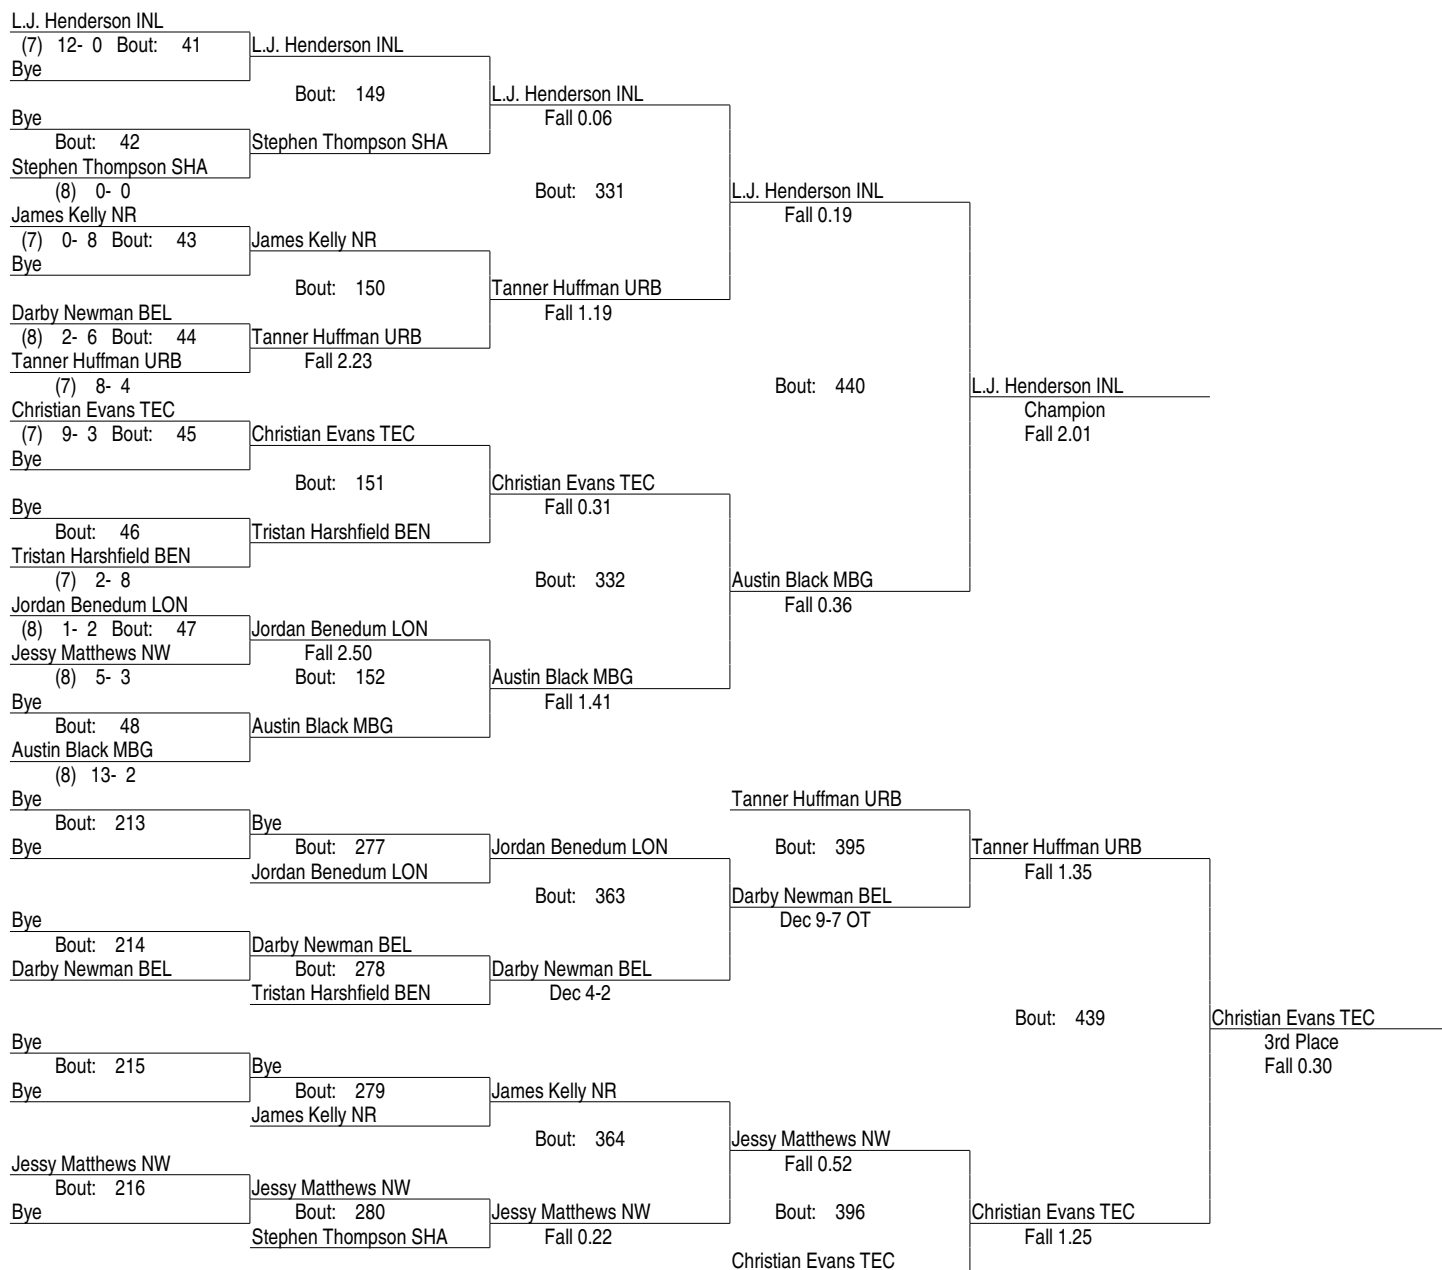 L.J. Henderson INL
(7) 12- 0 Bout: 41
L.J. Henderson INL
Bye
Bout: 149
L.J. Henderson INL
Bye
Fall 0.06
Bout: 42
Stephen Thompson SHA
Stephen Thompson SHA
(8) 0- 0
Bout: 331
L.J. Henderson INL
James Kelly NR
Fall 0.19
(7) 0- 8 Bout: 43
James Kelly NR
Bye
Bout: 150
Tanner Huffman URB
Darby Newman BEL
Fall 1.19
(8) 2- 6 Bout: 44
Tanner Huffman URB
Tanner Huffman URB
Fall 2.23
(7) 8- 4
Bout: 440
L.J. Henderson INL
Christian Evans TEC
Champion
(7) 9- 3 Bout: 45
Christian Evans TEC
Fall 2.01
Bye
Bout: 151
Christian Evans TEC
Bye
Fall 0.31
Bout: 46
Tristan Harshfield BEN
Tristan Harshfield BEN
(7) 2- 8
Bout: 332
Austin Black MBG
Jordan Benedum LON
Fall 0.36
(8) 1- 2 Bout: 47
Jordan Benedum LON
Jessy Matthews NW
Fall 2.50
(8) 5- 3
Bout: 152
Austin Black MBG
Bye
Fall 1.41
Bout: 48
Austin Black MBG
Austin Black MBG
(8) 13- 2
Bye
Tanner Huffman URB
Bout: 213
Bye
Bye
Bout: 277
Jordan Benedum LON
Bout: 395
Tanner Huffman URB
Jordan Benedum LON
Fall 1.35
Bout: 363
Darby Newman BEL
Bye
Dec 9-7 OT
Bout: 214
Darby Newman BEL
Darby Newman BEL
Bout: 278
Darby Newman BEL
Tristan Harshfield BEN
Dec 4-2
Bout: 439
Christian Evans TEC
Bye
3rd Place
Bout: 215
Bye
Fall 0.30
Bye
Bout: 279
James Kelly NR
James Kelly NR
Bout: 364
Jessy Matthews NW
Jessy Matthews NW
Fall 0.52
Bout: 216
Jessy Matthews NW
Bye
Bout: 280
Jessy Matthews NW
Bout: 396
Christian Evans TEC
Stephen Thompson SHA
Fall 0.22
Fall 1.25
Christian Evans TEC